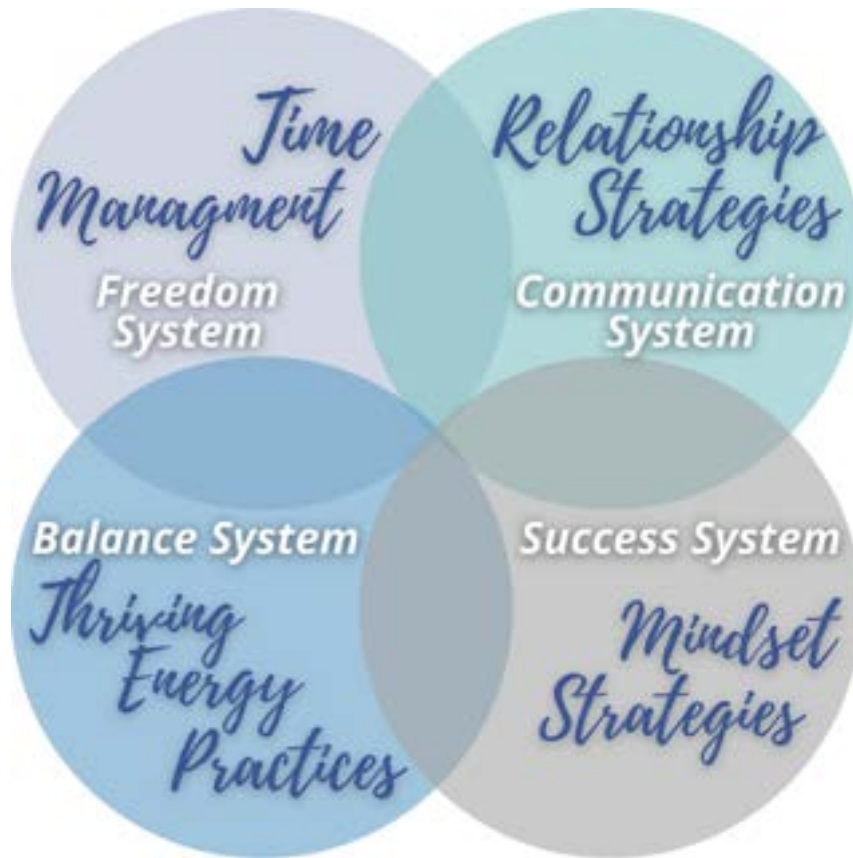 Time
Managment
Freedom
System
Relationship
Strategies
Communication
System
Balance System
Thriving
Energy
Practices
Success System
Mindset
Strategies